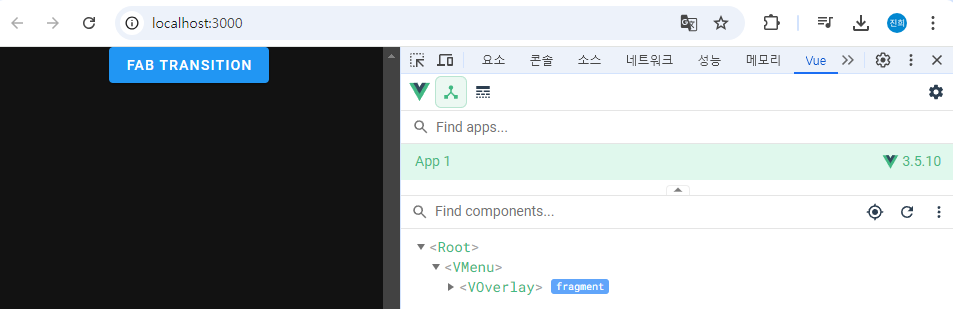 localhost:3000
진희
FAB TRANSITION
요소 콘솔 소스 네트워크 성능 메모리 Vue
Find apps...
App 1 3.5.10
Find components...
<Root>
<VMenu>
<VOverlay> fragment